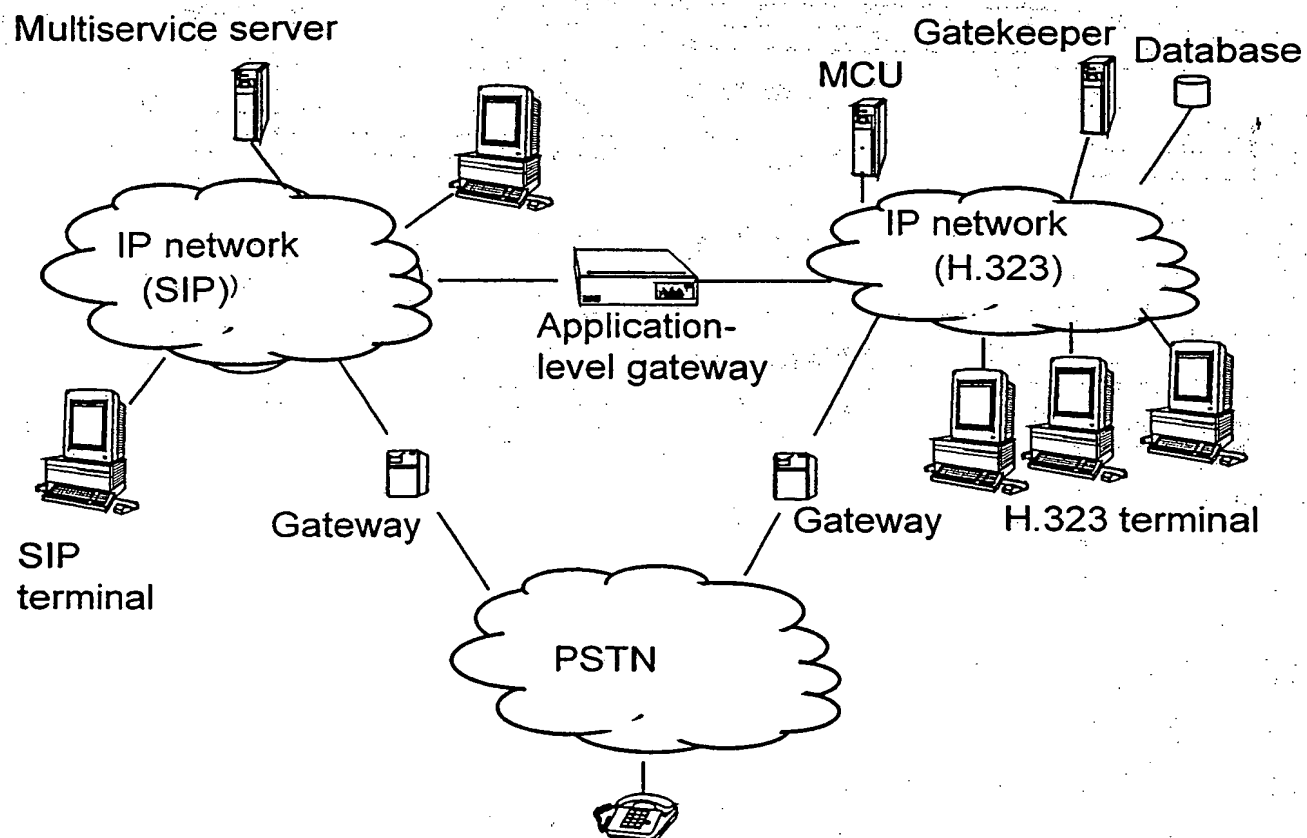 Multiservice server
Gatekeeper
Database
MCU
IP network
(SIP))
IP network
(H.323)
Application-
level gateway
Gateway
Gateway
H.323 terminal
SIP
terminal
PSTN